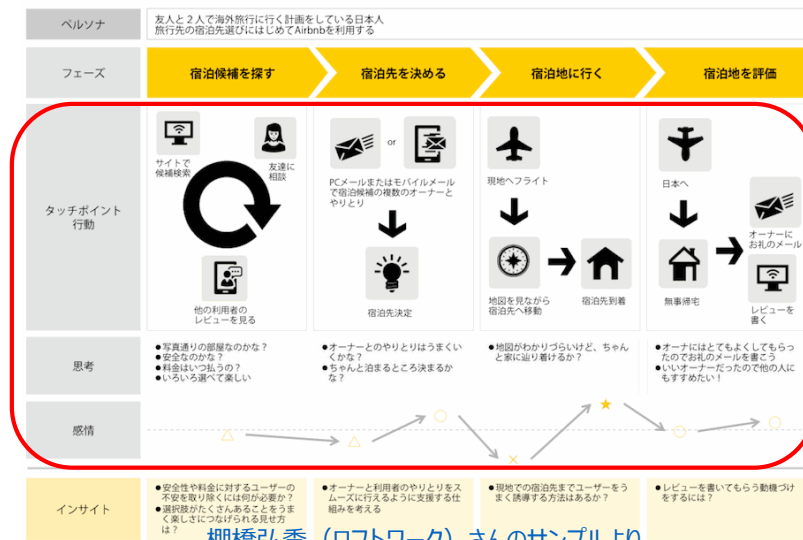 ペルソナ
友人と2人で海外旅行に行く計画をしている日本人
旅行先の宿泊先選びにはじめてAirbnbを利用する
フェーズ
宿泊候補を探す
宿泊先を決める
宿泊地に行く
宿泊地を評価
タッチポイント
行動
サイトで
候補検索
友達に
相談
他の利用者の
レビューを見る
or
PCメールまたはモバイルメール
で宿泊候補の複数のオーナーと
やりとり
宿泊先決定
現地へフライト
地図を見ながら
宿泊先へ移動
宿泊先到着
日本へ
無事帰宅
オーナーに
お礼のメール
レビューを
書く
思考
●写真通りの部屋なのかな？
●安全なのかな？
●料金はいつ払うの？
●いろいろ選べて楽しい
●オーナーとのやりとりはうまくい
くかな？
●ちゃんと泊まるところ決まるか
な？
●地図がわかりづらいけど、ちゃん
と家に辿り着けるか？
●オーナにはとてもよくしてもらっ
たのでお礼のメールを書こう
●いいオーナーだったので他の人に
もすすめたい！
感情
インサイト
●安全性や料金に対するユーザーの
不安を取り除くには何が必要か？
●選択肢がたくさんあることをうま
く楽しさにつなげられる見せ方
は？
●オーナーと利用者のやりとりをス
ムーズに行えるように支援する仕
組みを考える
●現地での宿泊先までユーザーをう
まく誘導する方法はあるか？
●レビューを書いてもらう動機づけ
をするには？
棚橋弘季（ロフトワーク）さんのサンプルより